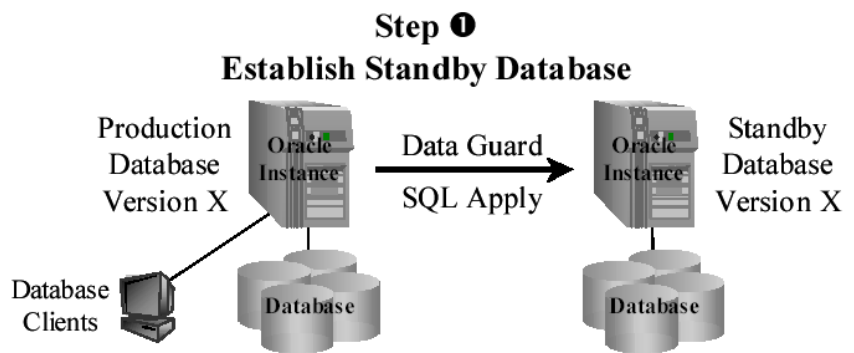 Step ❶
Establish Standby Database
Production
Database
Version X
Oracle
Instance
Data Guard
SQL Apply
Oracle
Instance
Standby
Database
Version X
Database
Clients
Database
Database